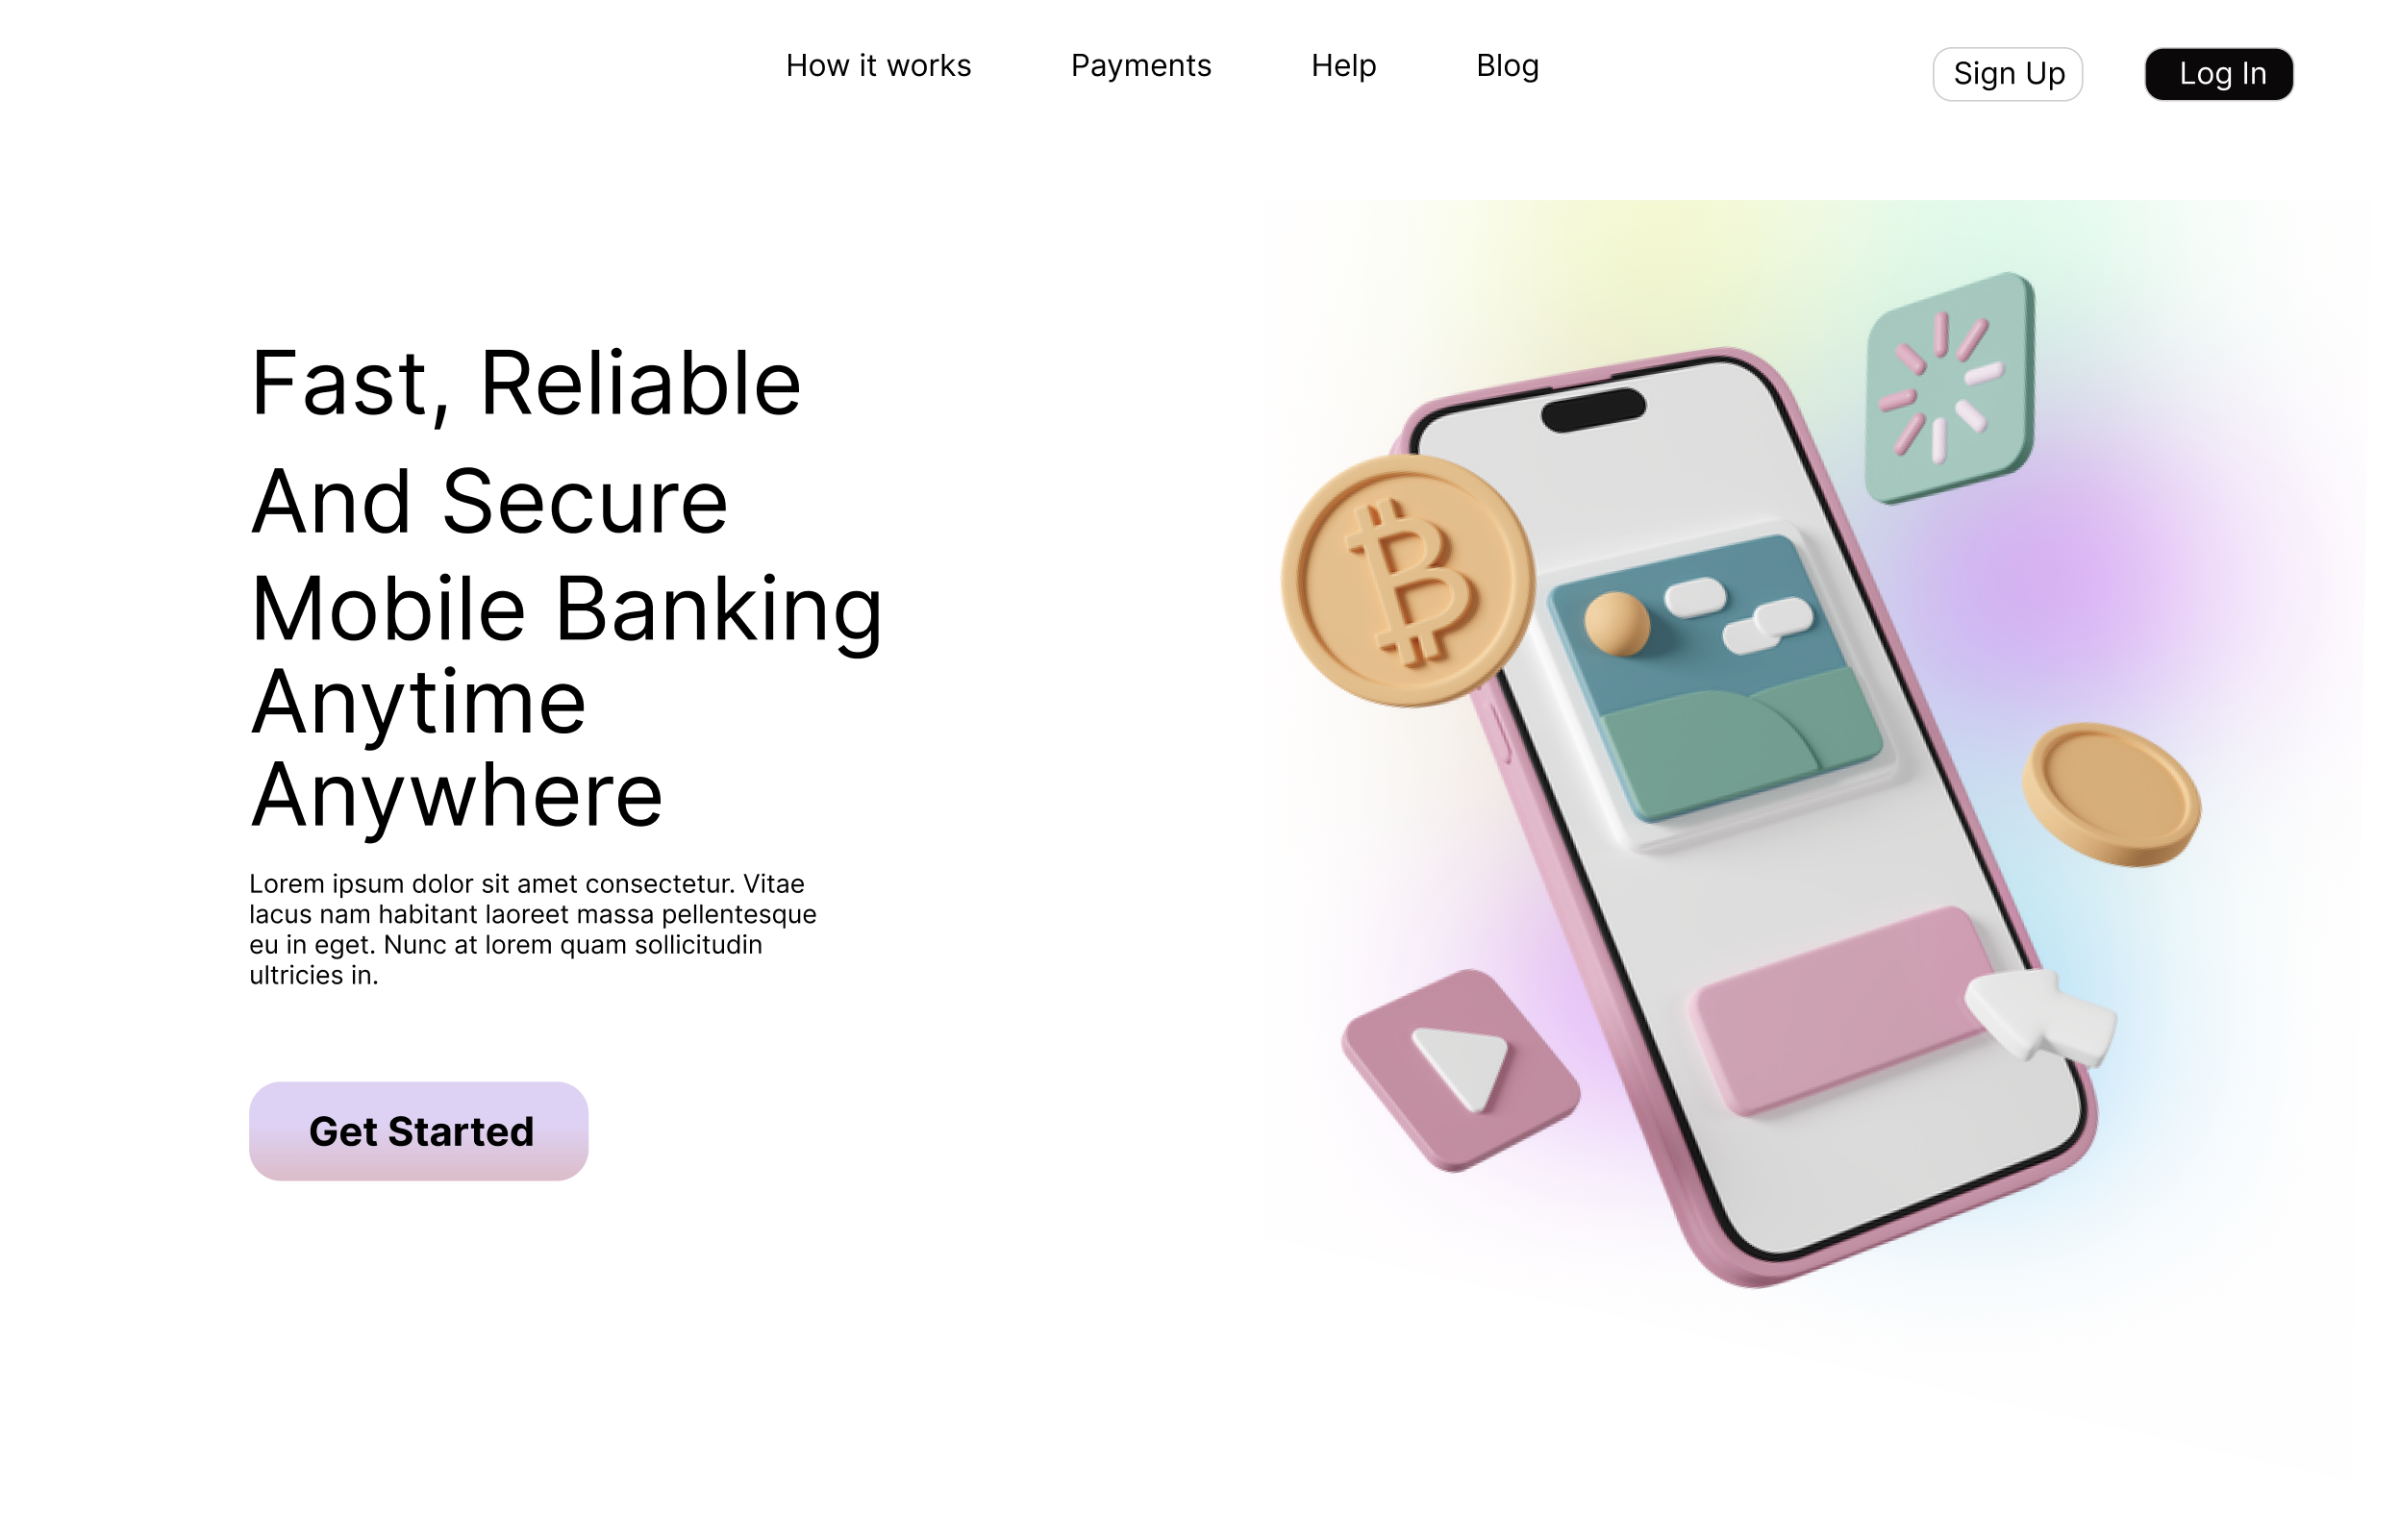 How it works
Payments
Help
Blog
Sign Up
Log In
Fast, Reliable
And Secure
Mobile Banking
Anytime
Anywhere
Lorem ipsum dolor sit amet consectetur. Vitae
lacus nam habitant laoreet massa pellentesque
eu in eget. Nunc at lorem quam sollicitudin
ultricies in.
Get Started